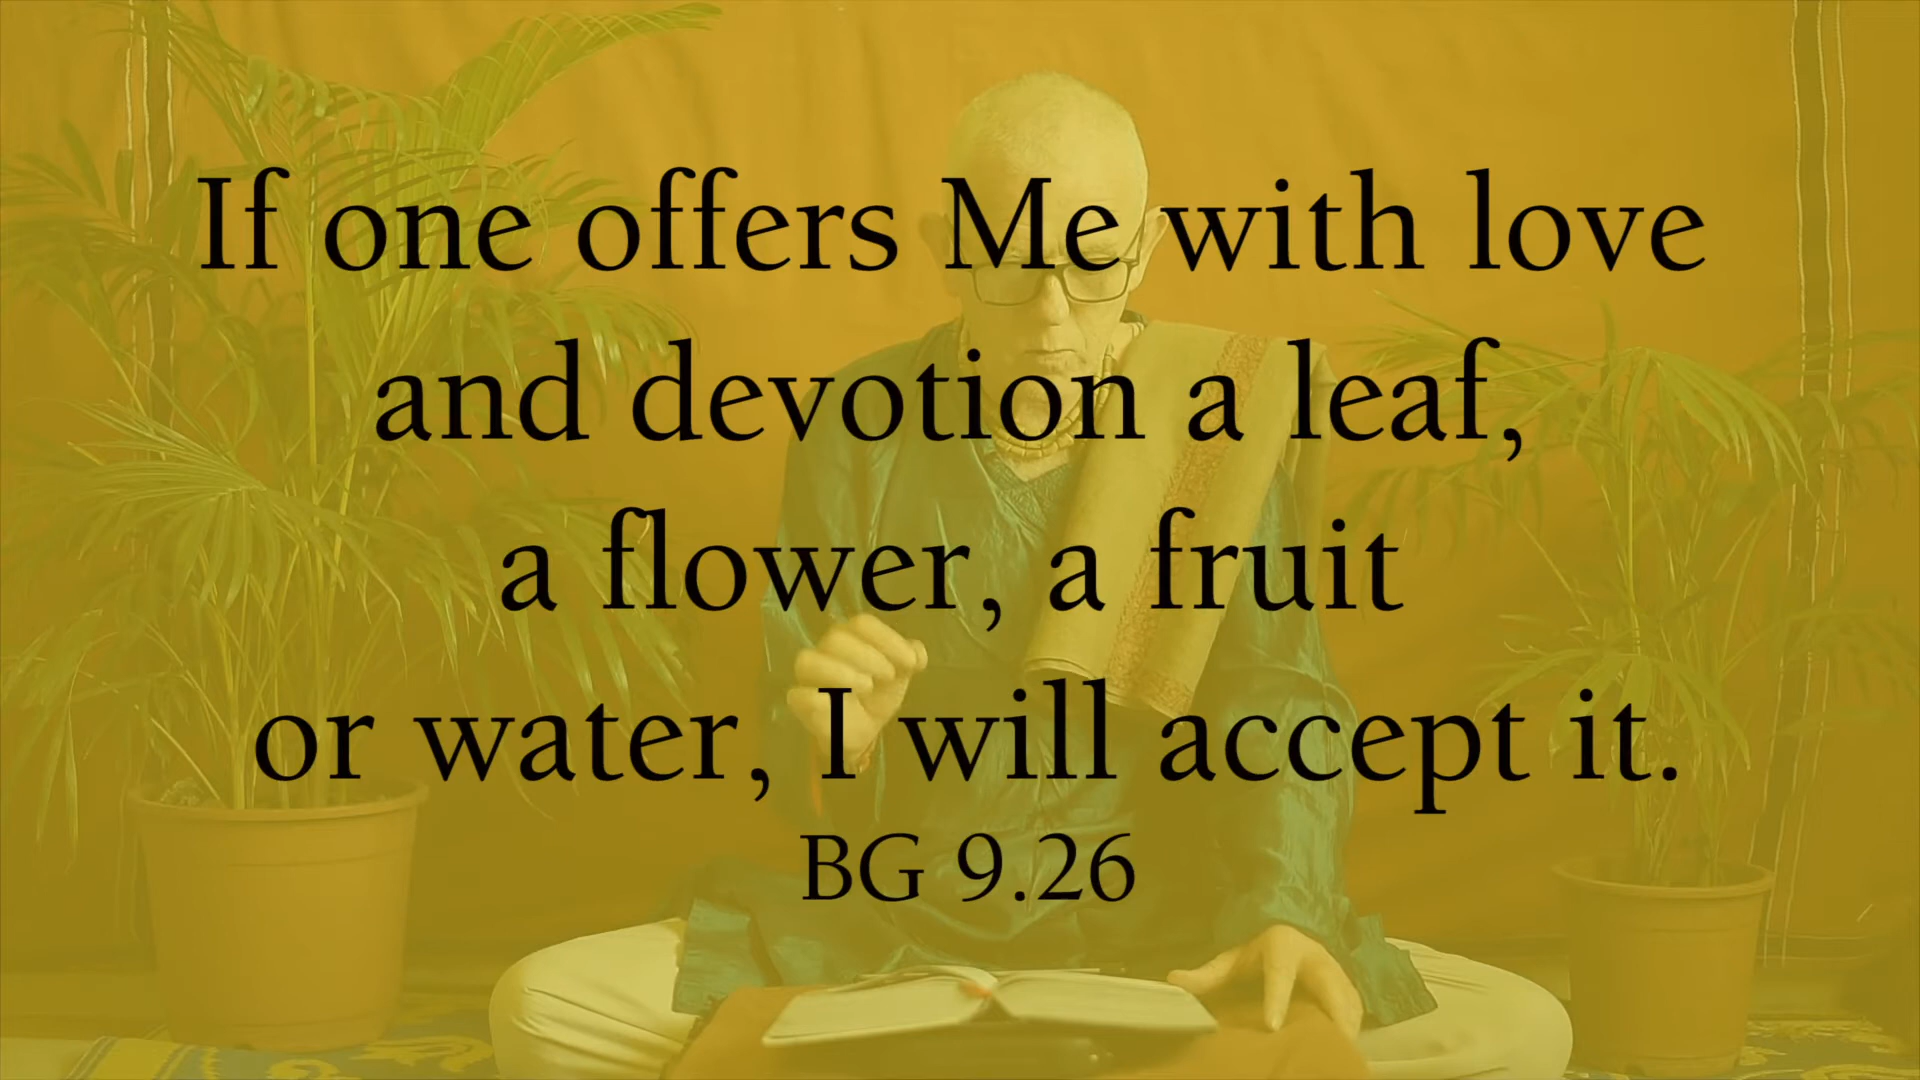 If one offers Me with love
and devotion a leaf,
a flower, a fruit
or water, I will accept it.
BG 9.26